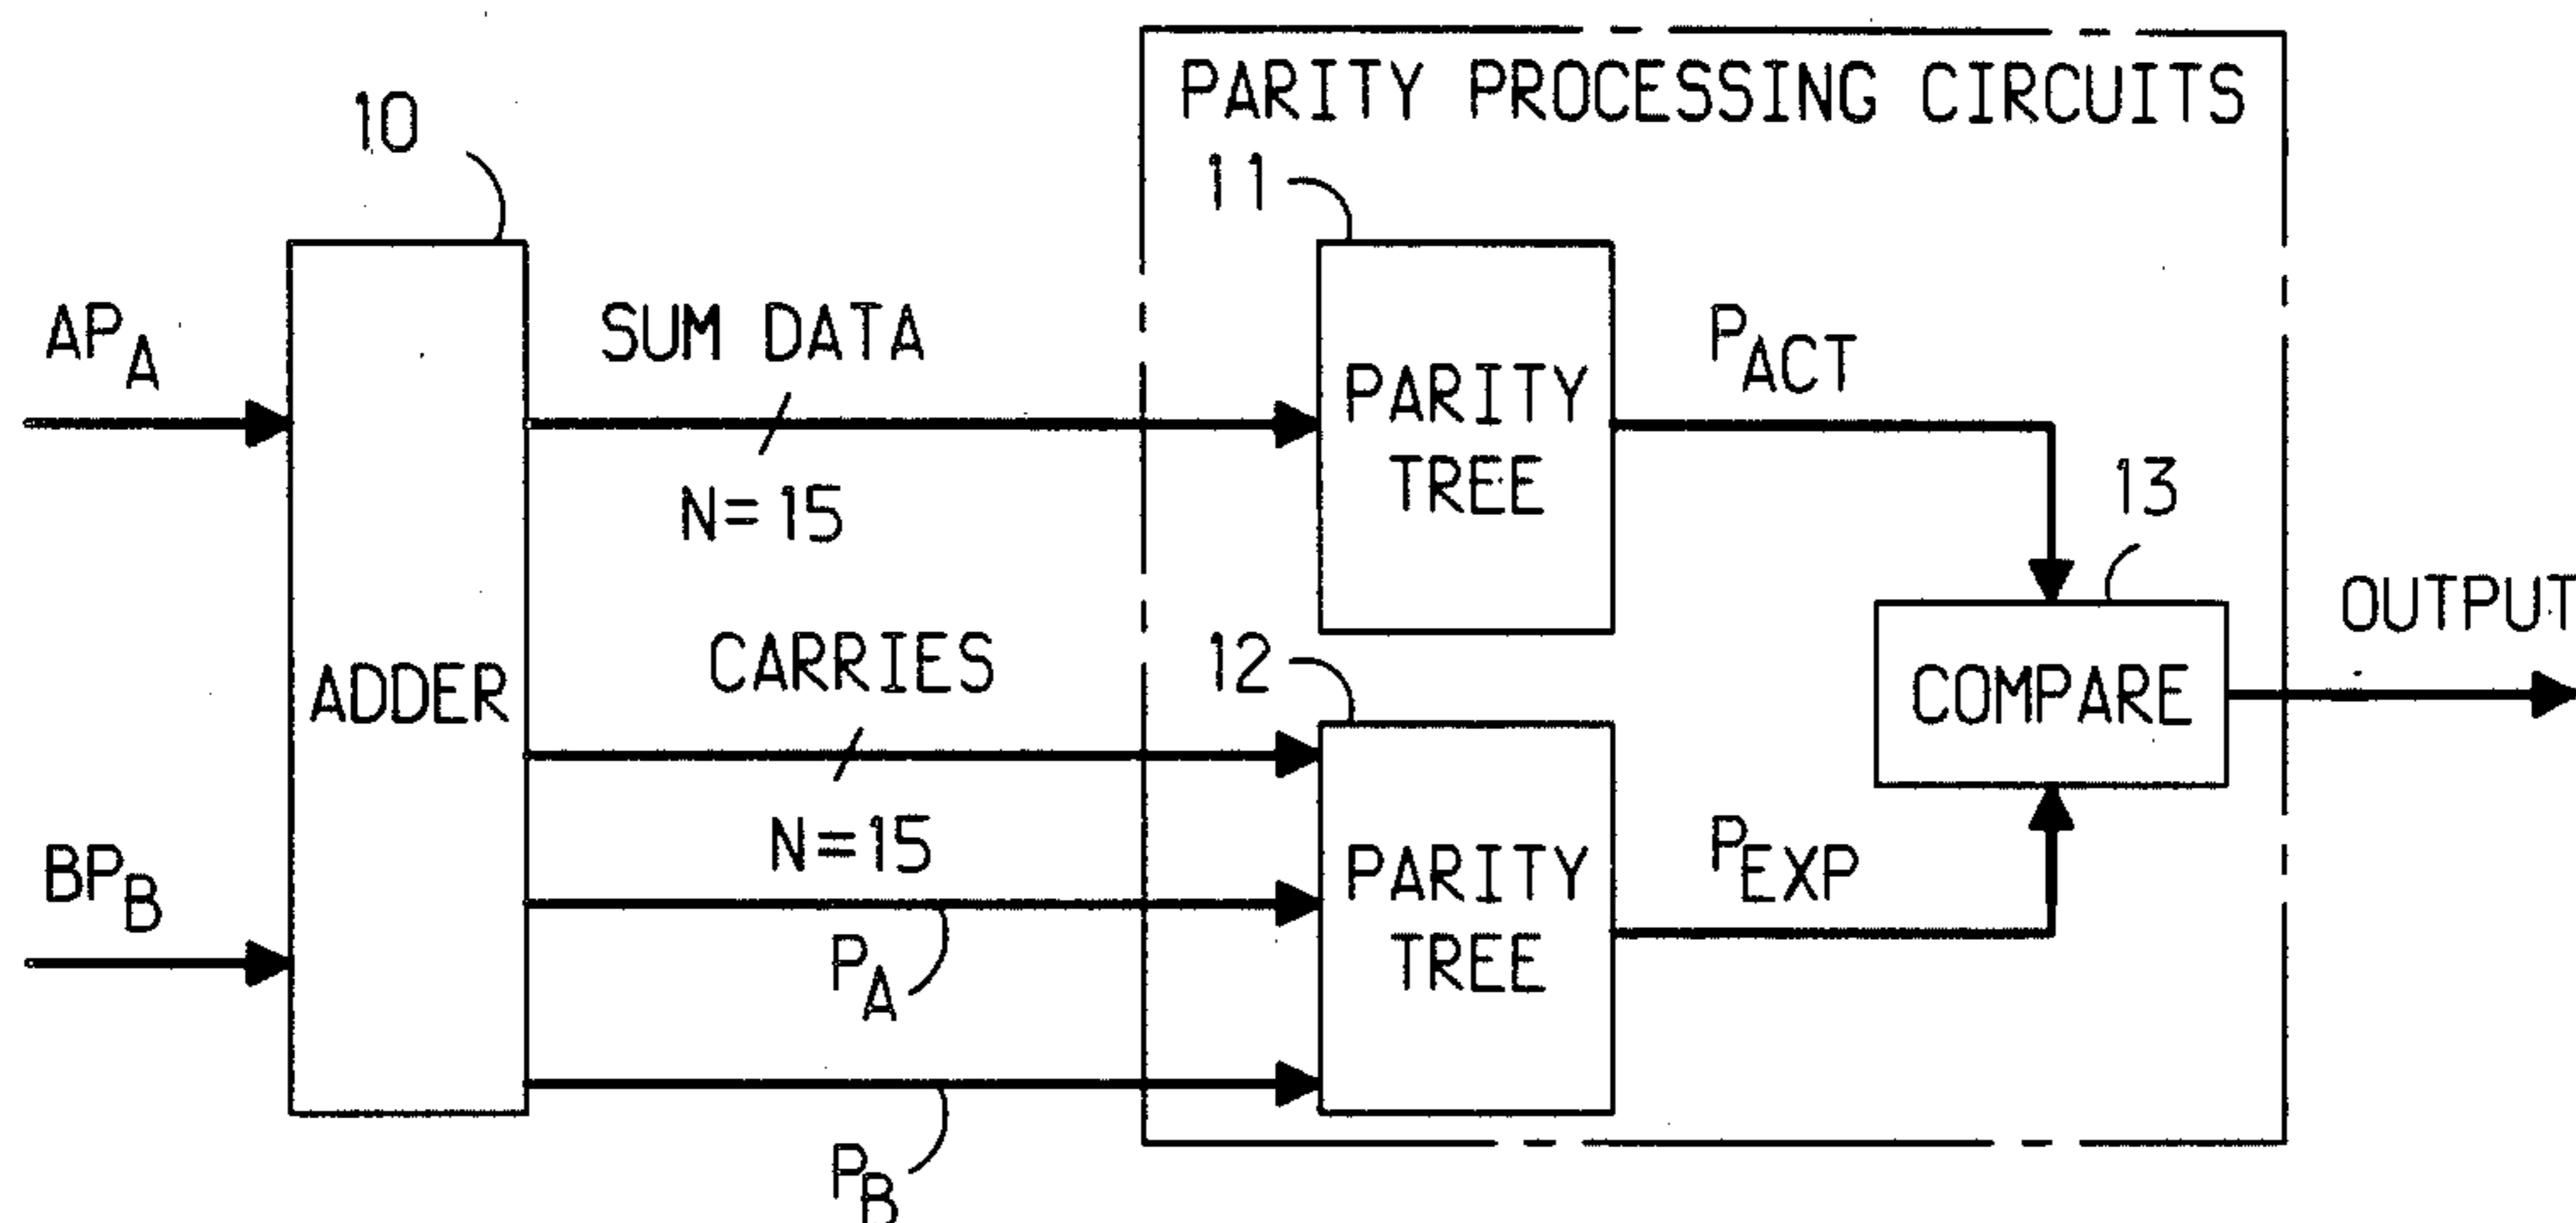 PARITY PROCESSING CIRCUITS
10
11
AP_A
SUM DATA
N=15
PARITY
TREE
P_ACT
13
OUTPUT
ADDER
CARRIES
N=15
12
COMPARE
BP_B
P_A
P_B
PARITY
TREE
P_EXP